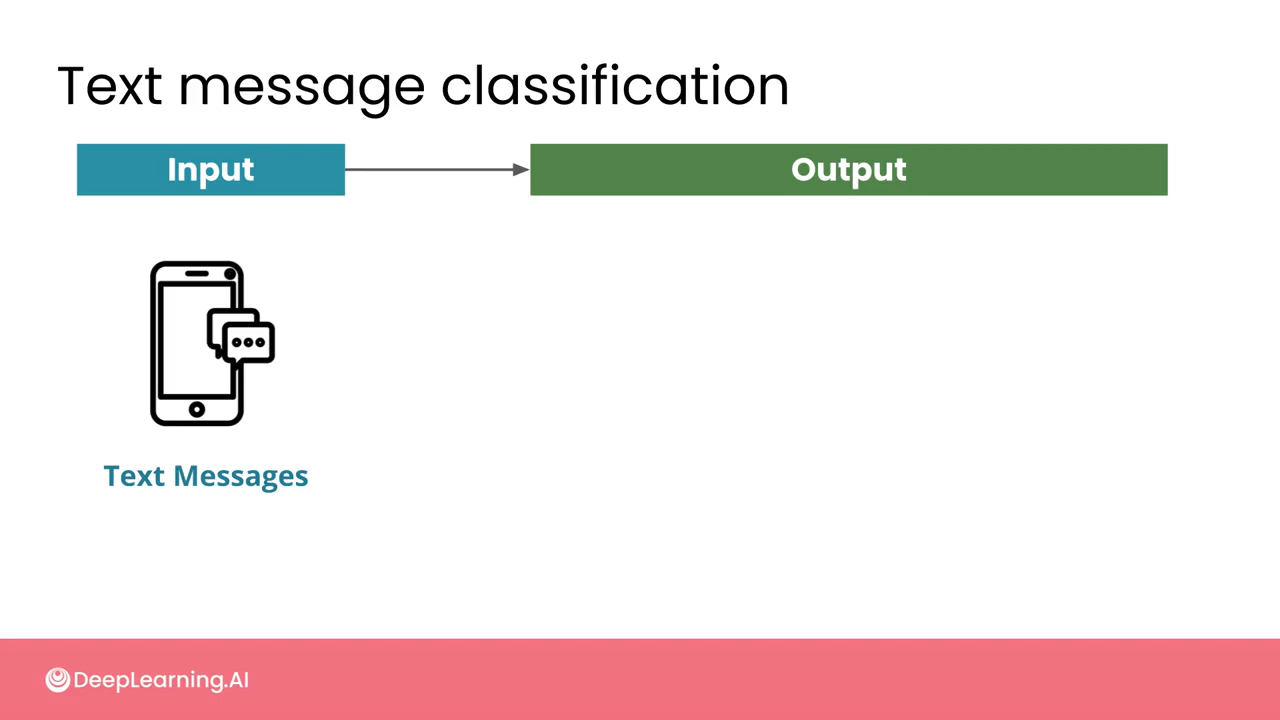 Text message classification
Input
Output
Text Messages
DeepLearning.AI